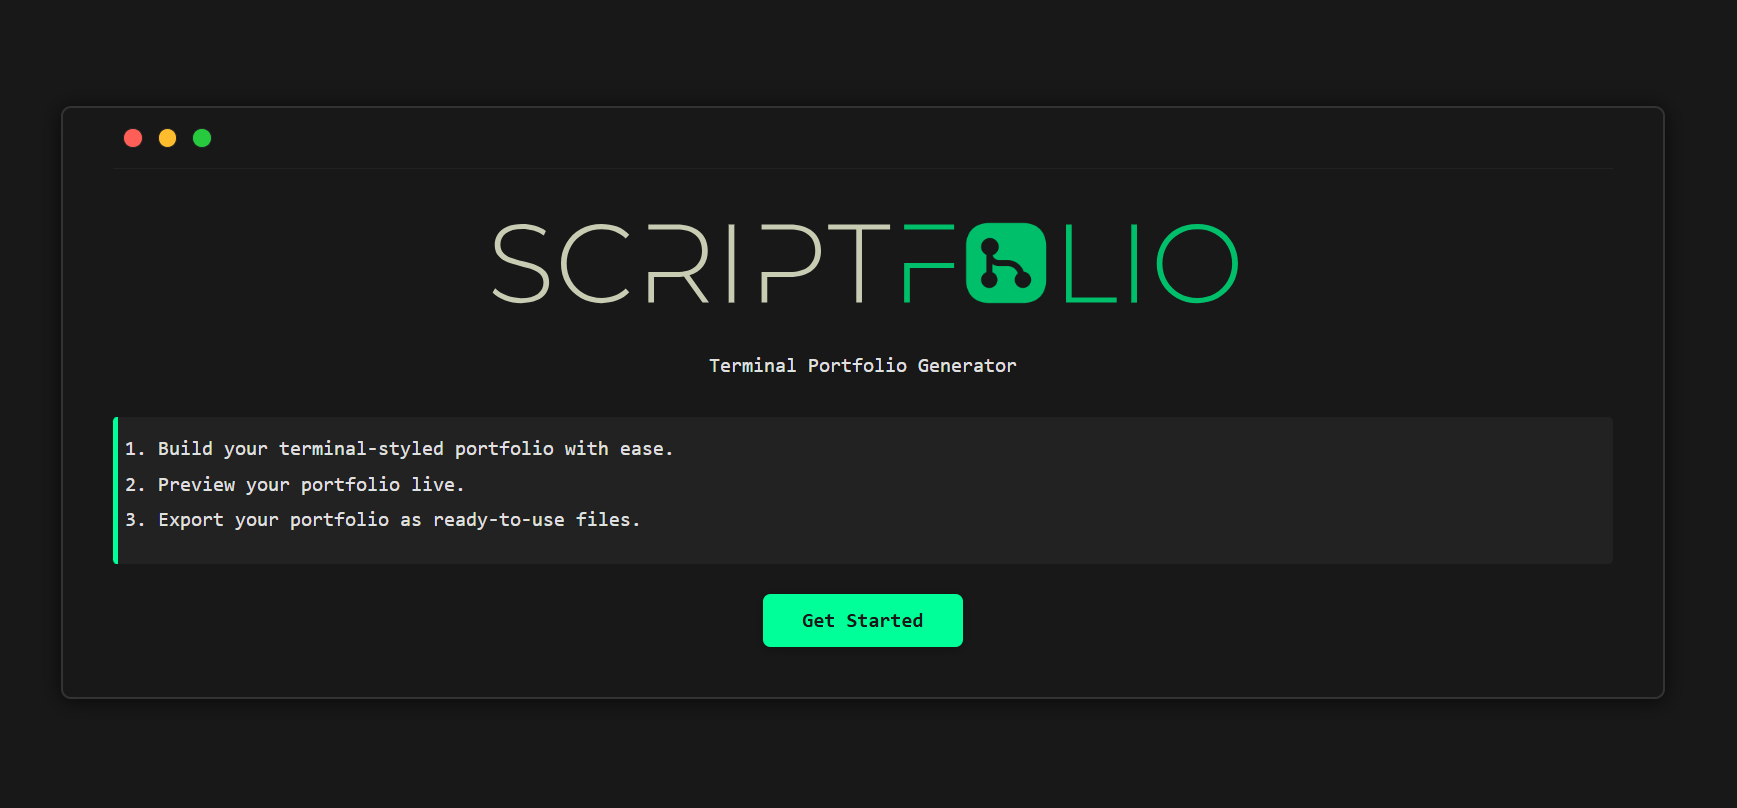 SCRIPTFOLIO
Terminal Portfolio Generator
1. Build your terminal-styled portfolio with ease.
2. Preview your portfolio live.
3. Export your portfolio as ready-to-use files.
Get Started